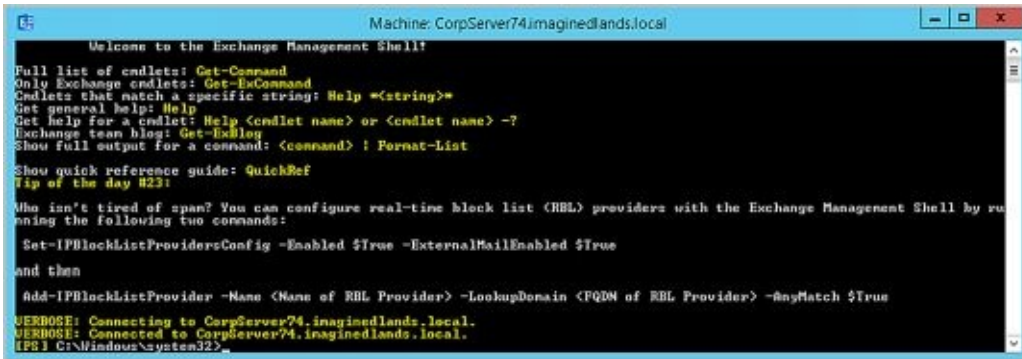 Machine: CorpServer74.imaginedlands.local
Welcome to the Exchange Management Shell!
Full list of cmdlets: Get-Command
Only Exchange cmdlets: Get-ExCommand
Cmdlets that match a specific string: Help *<string>*
Get general help: Help
Get help for a cmdlet: Help <cmdlet name> or <cmdlet name> -?
Exchange team blog: Get-ExBlog
Show full output for a command: <command> | Format-List
Show quick reference guide: QuickRef
Tip of the day #23:
Who isn't tired of spam? You can configure real-time block list (RBL) providers with the Exchange Management Shell by ru
nning the following two commands:
Set-IPBlockListProvidersConfig -Enabled $True -ExternalMailEnabled $True
and then
Add-IPBlockListProvider -Name <Name of RBL Provider> -LookupDomain <FQDN of RBL Provider> -AnyMatch $True
VERBOSE: Connecting to CorpServer74.imaginedlands.local.
VERBOSE: Connected to CorpServer74.imaginedlands.local.
[PS] C:\Windows\system32>_